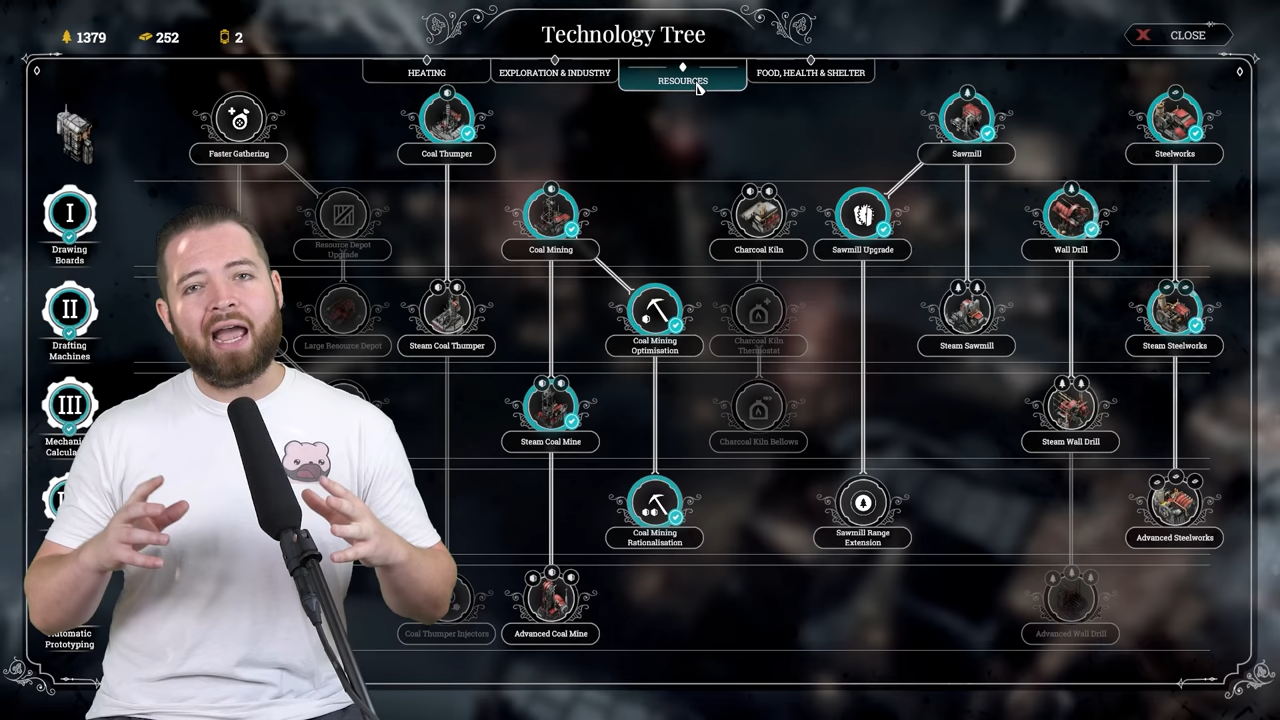 1379 252 2
Technology Tree
CLOSE
HEATING
EXPLORATION & INDUSTRY
RESOURCES
FOOD, HEALTH & SHELTER
Faster Gathering
Coal Thumper
Sawmill
Steelworks
I
Drawing
Boards
Resource Depot
Upgrade
Coal Mining
Charcoal Kiln
Sawmill Upgrade
Wall Drill
II
Drafting
Machines
Large Resource Depot
Steam Coal Thumper
Coal Mining
Optimisation
Charcoal Kiln
Thermostat
Steam Sawmill
Steam Steelworks
III
Steam Coal Mine
Charcoal Kiln Bellows
Steam Wall Drill
Coal Mining
Rationalisation
Sawmill Range
Extension
Advanced Steelworks
Automatic
Prototyping
Coal Thumper Injectors
Advanced Coal Mine
Advanced Wall Drill